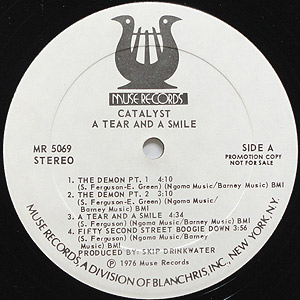 MUSE RECORDS
CATALYST
A TEAR AND A SMILE
MR 5069
STEREO
SIDE A
PROMOTION COPY
NOT FOR SALE
1. THE DEMON PT. 1 4:10
(S. Ferguson-E. Green) (Ngoma Music/Barney Music) BMI
2. THE DEMON PT. 2 3:10
(S. Ferguson-E. Green) (Ngoma Music/
Barney Music) BMI
3. A TEAR AND A SMILE 4:34
(S. Ferguson) (Ngoma Music/Barney Music) BMI
4. FIFTY SECOND STREET BOOGIE DOWN 3:56
(S. Ferguson) (Ngoma Music/Barney Music) BMI
PRODUCED BY: SKIP DRINKWATER
℗ 1976 Muse Records
MUSE RECORDS, A DIVISION OF BLANCHRIS, INC., NEW YORK, N.Y.